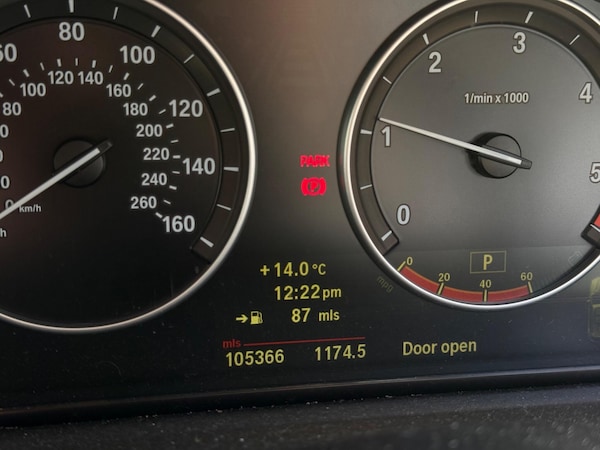 60
80
100
120
140
160
80
100
120
140
160
180
200
220
240
260
0 km/h
0
1
2
3
4
5
1/min x 1000
PARK
(P)
P
mpg
0
20
40
60
+14.0°C
12:22 pm
87 mls
mls
105366 1174.5
Door open